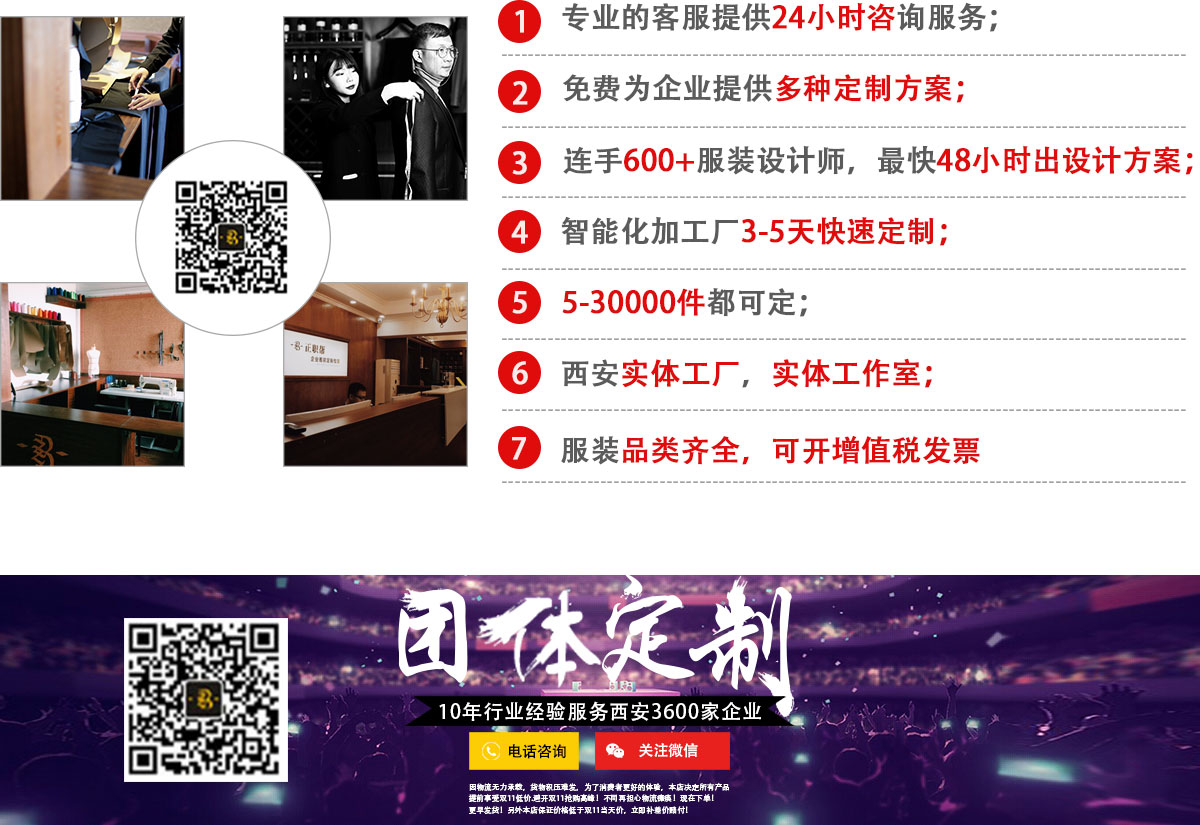 1 专业的客服提供24小时咨询服务；
2 免费为企业提供多种定制方案；
3 连手600+服装设计师，最快48小时出设计方案；
4 智能化加工厂3-5天快速定制；
5 5-30000件都可定；
6 西安实体工厂，实体工作室；
7 服装品类齐全，可开增值税发票
正职郎
团体定制
10年行业经验服务西安3600家企业
电话咨询
关注微信
因物流无力承载，货物积压难发，为了消费者更好的体验，本店决定所有产品
提前享受双11低价.避开双11抢购高峰！不同再担心物流瘫痪！现在下单！
更早发货！另外本店保证价格低于双11当天价，立即补差价赔付！